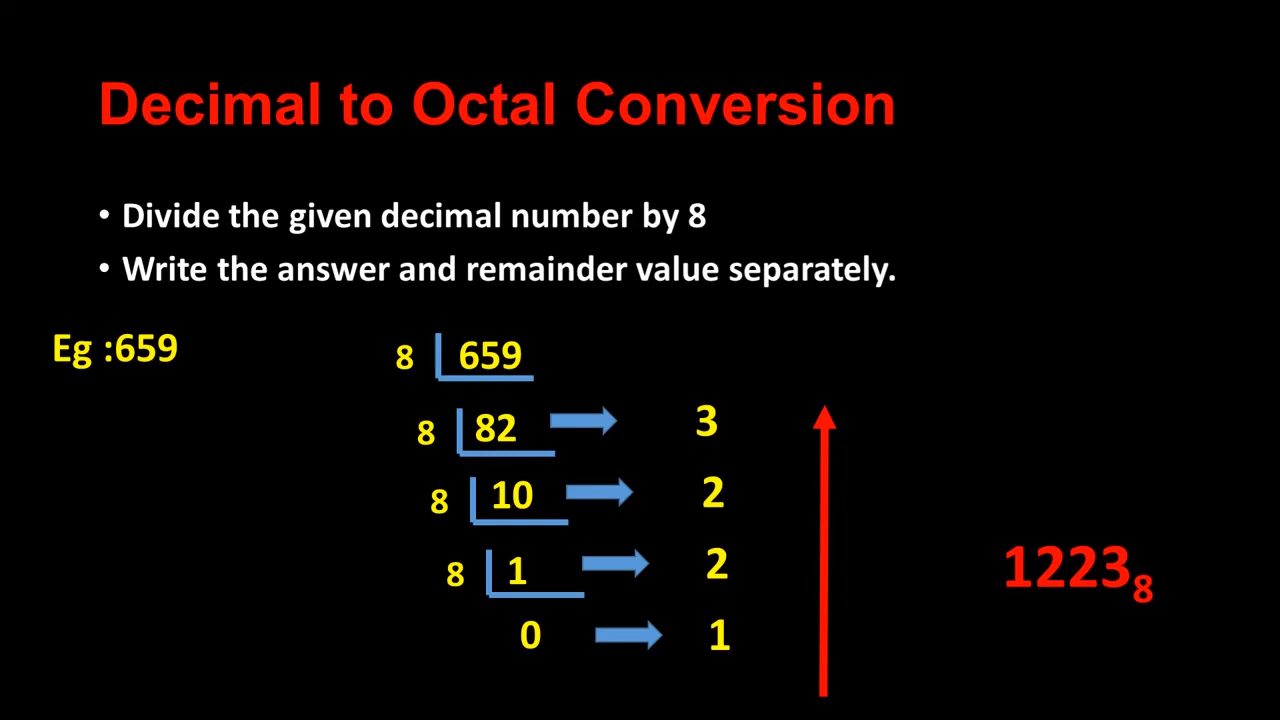 Decimal to Octal Conversion
• Divide the given decimal number by 8
• Write the answer and remainder value separately.
Eg :659
8 659
8 82 3
8 10 2
8 1 2
0 1
1223₈